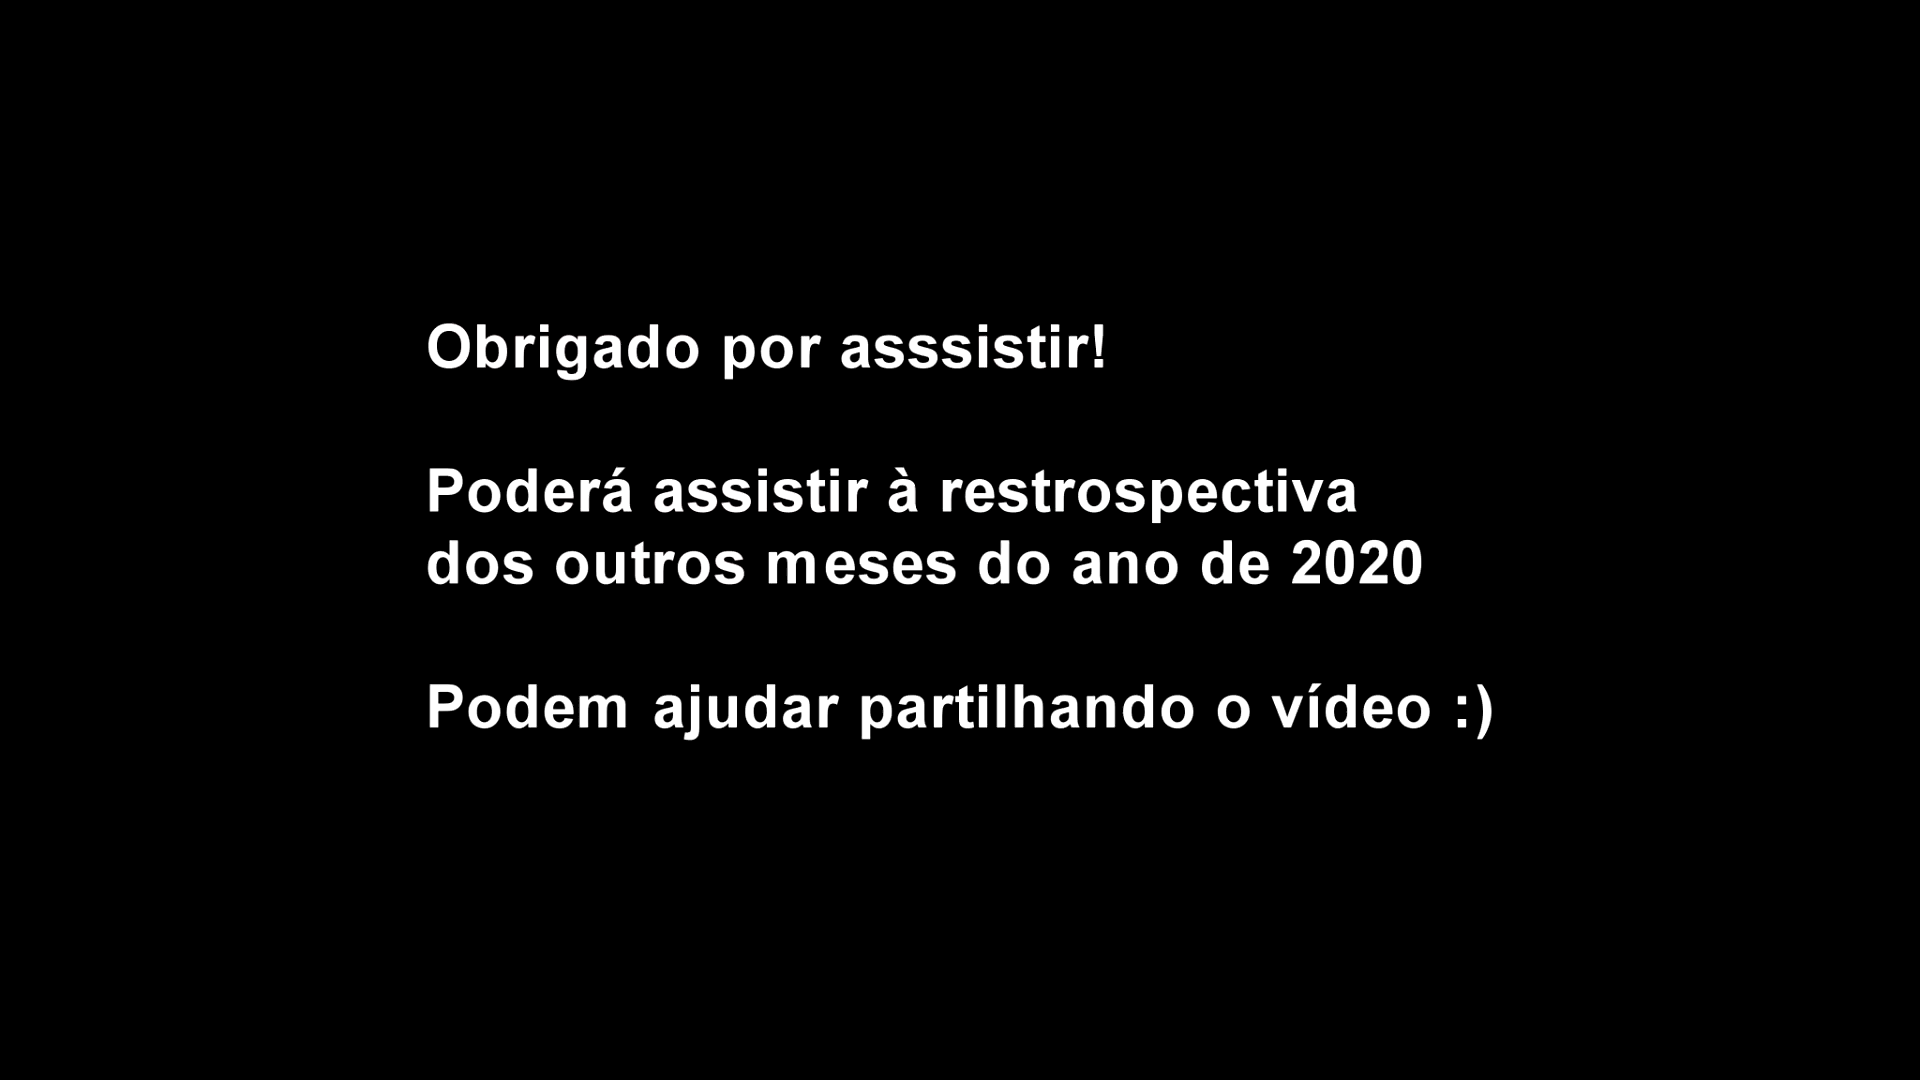 Obrigado por asssistir!
Poderá assistir à restrospectiva
dos outros meses do ano de 2020
Podem ajudar partilhando o vídeo :)